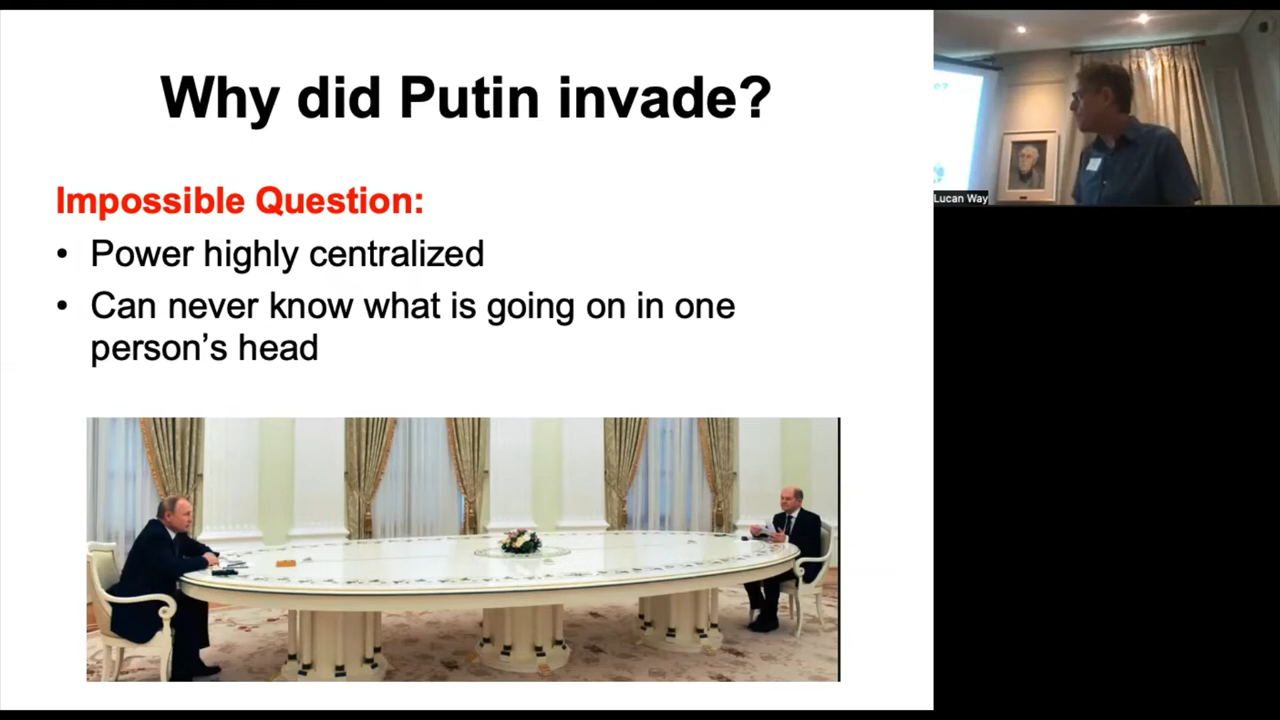 Why did Putin invade?
Impossible Question:
• Power highly centralized
• Can never know what is going on in one
person's head
Lucan Way